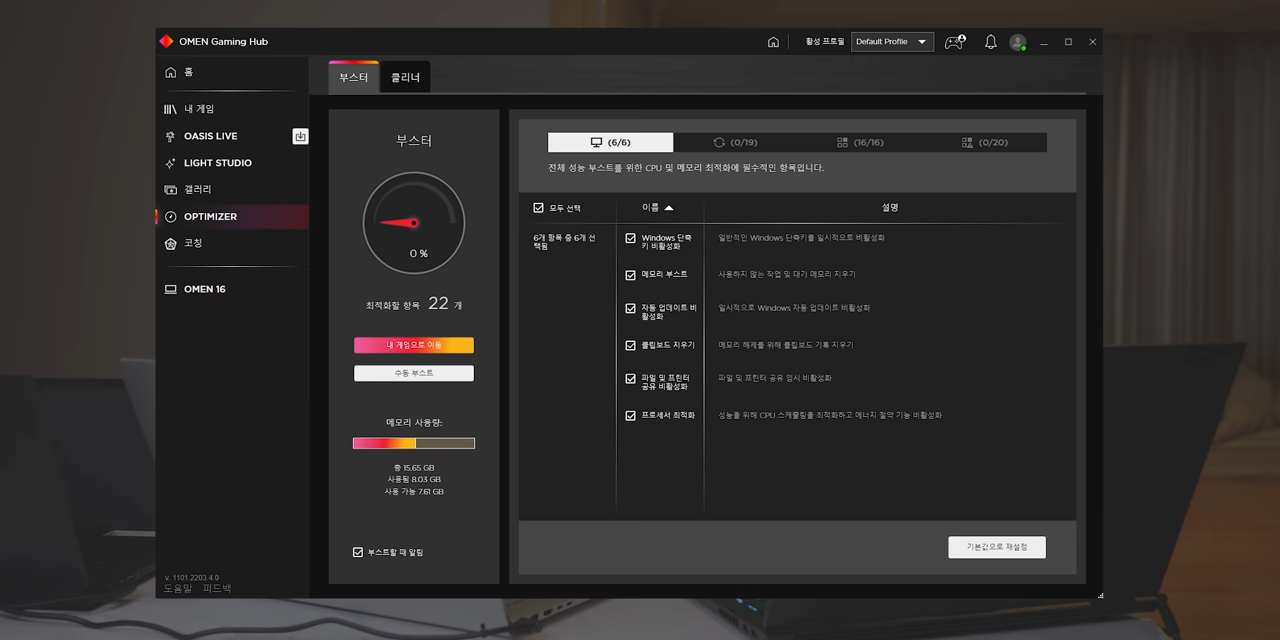 OMEN Gaming Hub
활성 프로필
Default Profile
홈
내 게임
OASIS LIVE
LIGHT STUDIO
갤러리
OPTIMIZER
코칭
OMEN 16
v. 1101.2203.4.0
도움말 피드백
부스터
클리너
부스터
0 %
최적화할 항목 22 개
내 게임으로 이동
수동 부스트
메모리 사용량:
총 15.65 GB
사용됨 8.03 GB
사용 가능 7.61 GB
부스트할 때 알림
(6/6)
(0/19)
(16/16)
(0/20)
전체 성능 부스트를 위한 CPU 및 메모리 최적화에 필수적인 항목입니다.
모두 선택
이름
설명
6개 항목 중 6개 선
택됨
Windows 단축
키 비활성화
일반적인 Windows 단축키를 일시적으로 비활성화
메모리 부스트
사용하지 않는 작업 및 대기 메모리 지우기
자동 업데이트 비
활성화
일시적으로 Windows 자동 업데이트 비활성화
클립보드 지우기
메모리 해제를 위해 클립보드 기록 지우기
파일 및 프린터
공유 비활성화
파일 및 프린터 공유 임시 비활성화
프로세서 최적화
성능을 위해 CPU 스케줄링을 최적화하고 에너지 절약 기능 비활성화
기본값으로 재설정